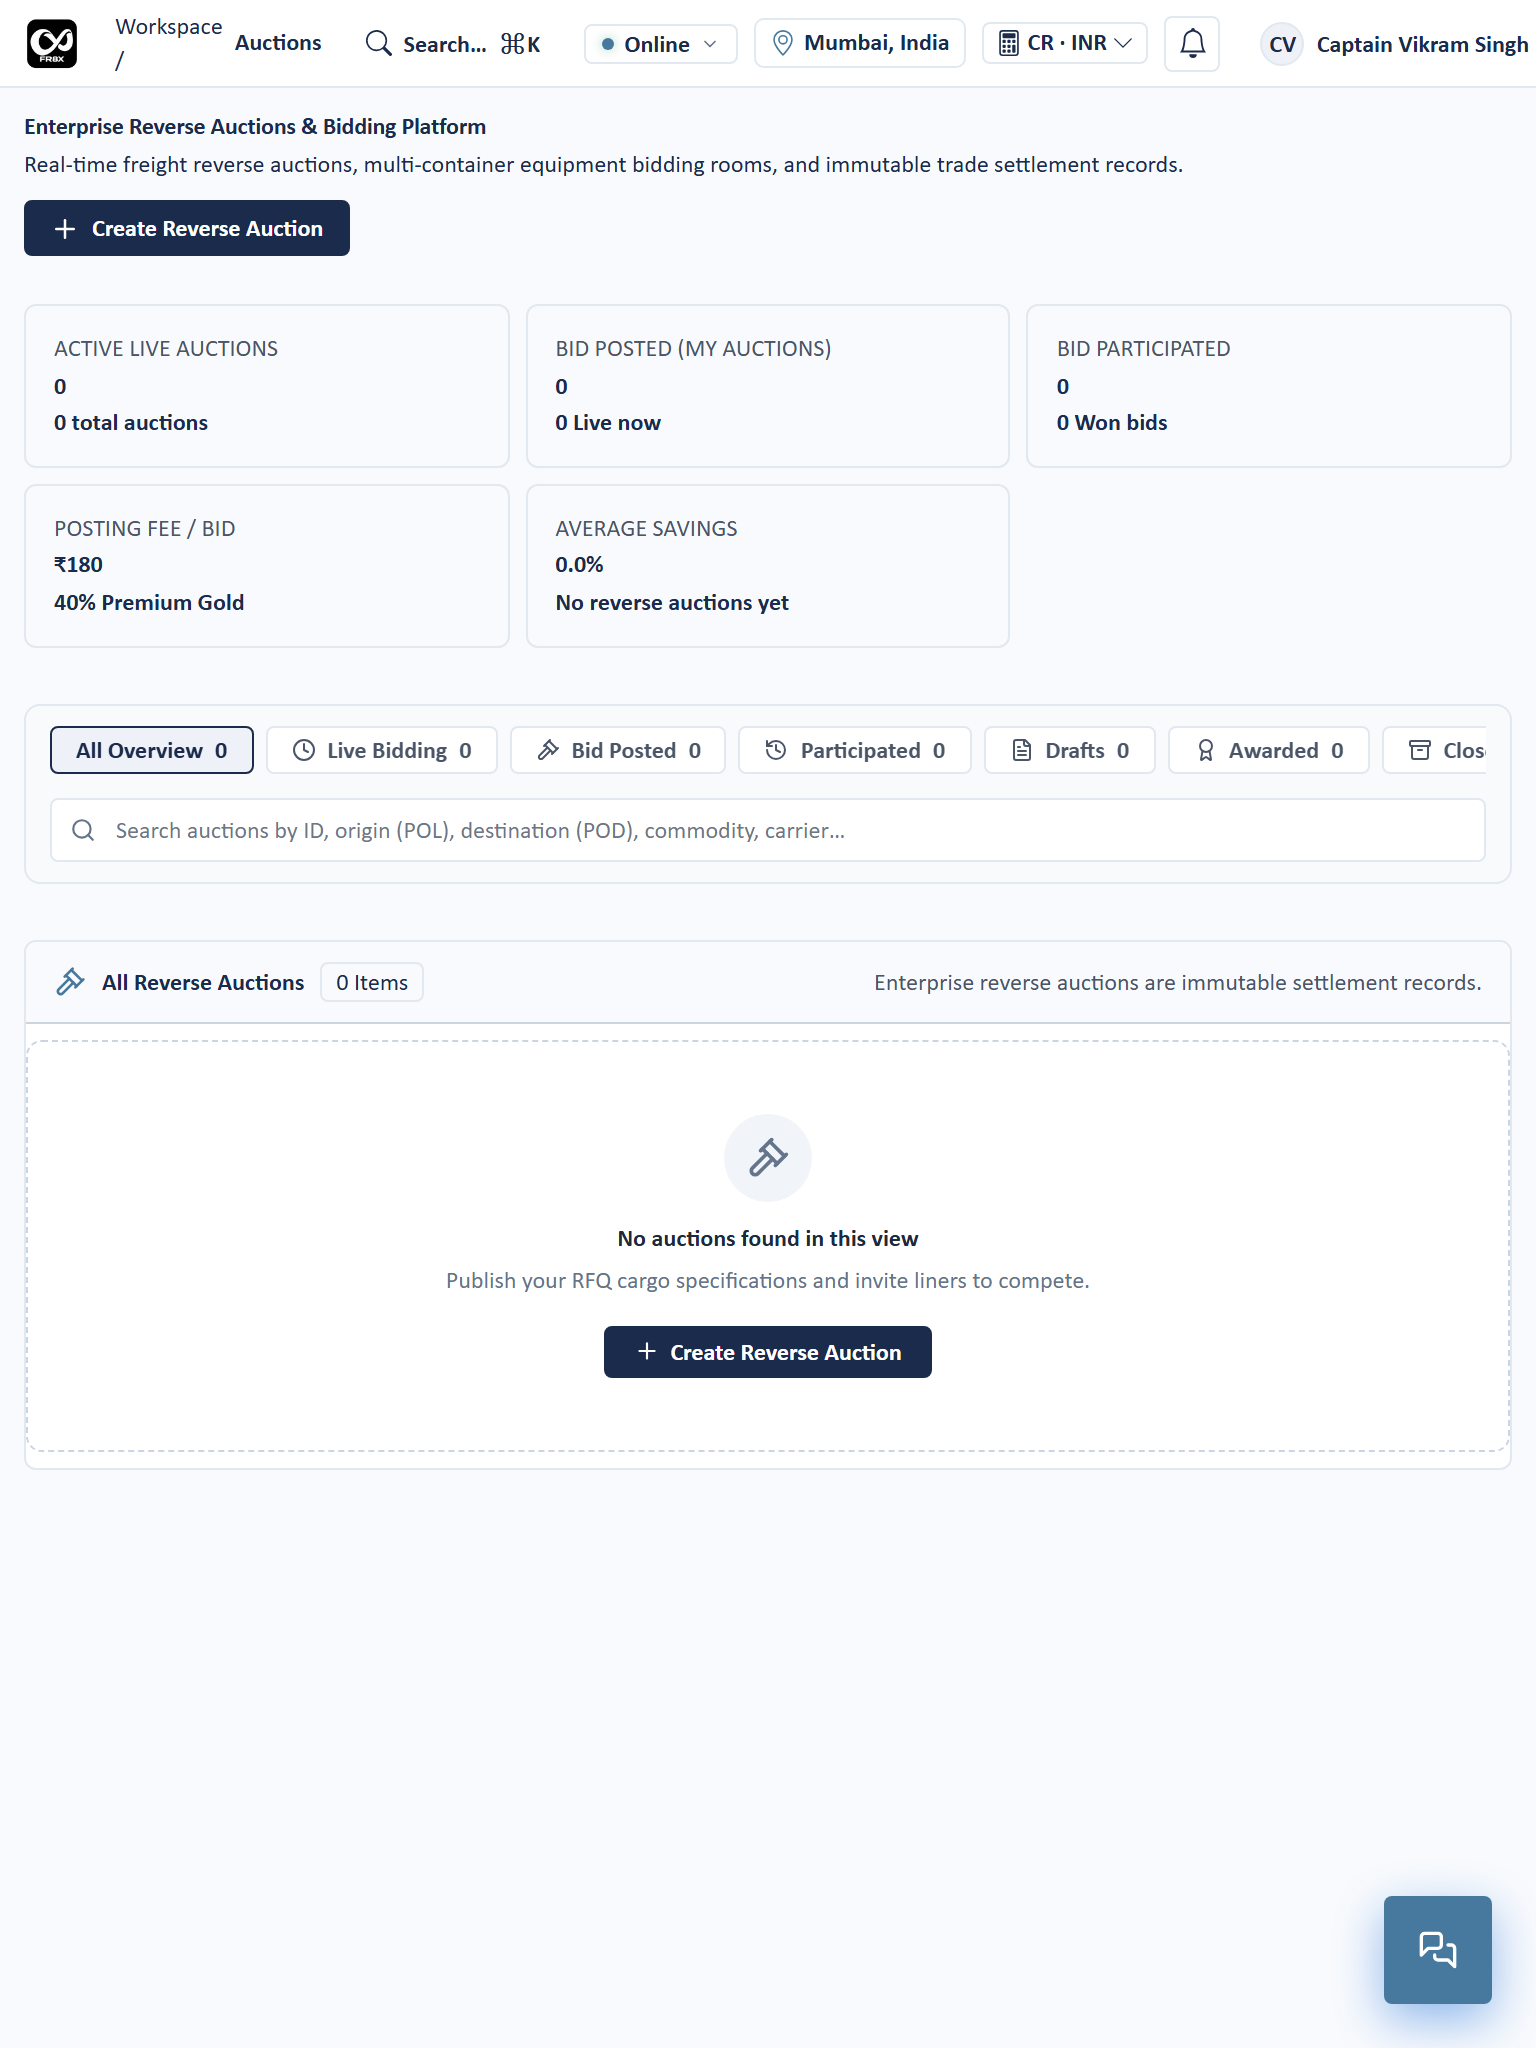 FR8X
Workspace
/
Auctions
Search... ⌘K
Online
Mumbai, India
CR · INR
CV
Captain Vikram Singh
Enterprise Reverse Auctions & Bidding Platform
Real-time freight reverse auctions, multi-container equipment bidding rooms, and immutable trade settlement records.
Create Reverse Auction
ACTIVE LIVE AUCTIONS
0
0 total auctions
BID POSTED (MY AUCTIONS)
0
0 Live now
BID PARTICIPATED
0
0 Won bids
POSTING FEE / BID
₹180
40% Premium Gold
AVERAGE SAVINGS
0.0%
No reverse auctions yet
All Overview 0
Live Bidding 0
Bid Posted 0
Participated 0
Drafts 0
Awarded 0
Search auctions by ID, origin (POL), destination (POD), commodity, carrier...
All Reverse Auctions
0 Items
Enterprise reverse auctions are immutable settlement records.
No auctions found in this view
Publish your RFQ cargo specifications and invite liners to compete.
Create Reverse Auction